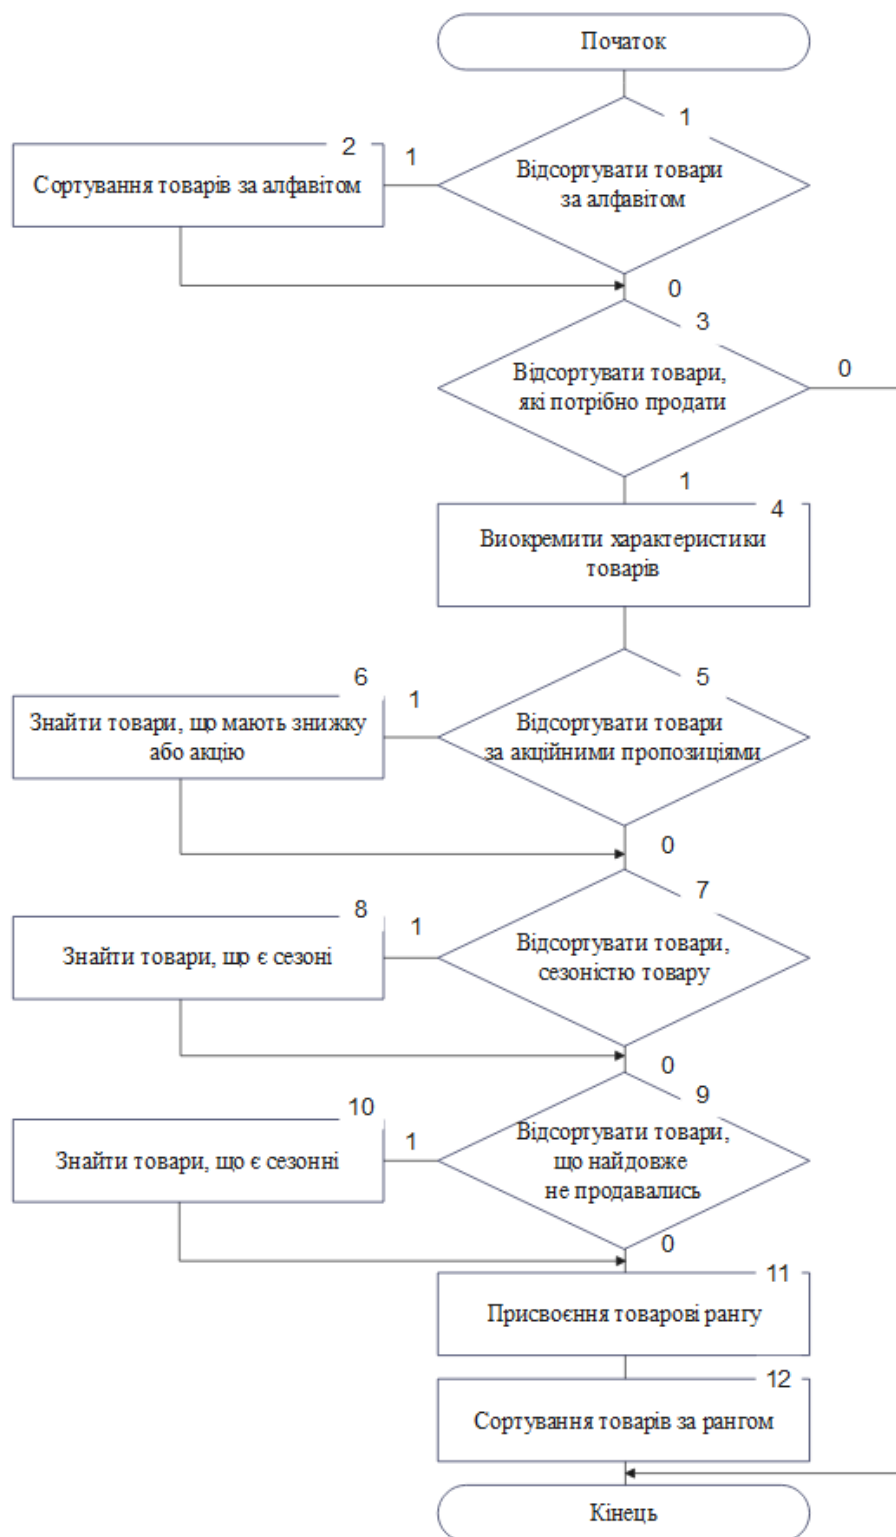 Початок
1
Відсортувати товари
за алфавітом
2
1
Сортування товарів за алфавітом
0
3
Відсортувати товари,
які потрібно продати
0
1
4
Виокремити характеристики
товарів
5
Відсортувати товари
за акційними пропозиціями
6
1
Знайти товари, що мають знижку
або акцію
0
7
Відсортувати товари,
сезоністю товару
8
1
Знайти товари, що є сезоні
0
9
Відсортувати товари,
що найдовже
не продавались
10
1
Знайти товари, що є сезонні
0
11
Присвоєння товарові рангу
12
Сортування товарів за рангом
Кінець